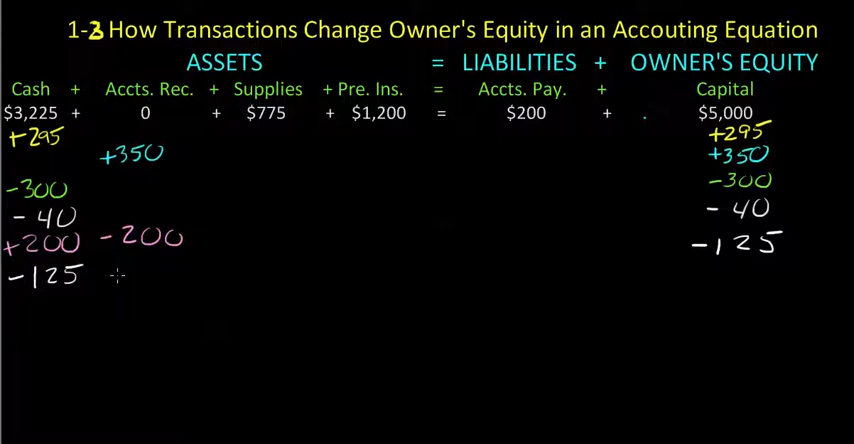 1-3 How Transactions Change Owner's Equity in an Accouting Equation
ASSETS = LIABILITIES + OWNER'S EQUITY
Cash + Accts. Rec. + Supplies + Pre. Ins. = Accts. Pay. + Capital
$3,225 + 0 + $775 + $1,200 = $200 + . $5,000
+295 +295
+350 +350
-300 -300
-40 -40
+200 -200
-125 -125